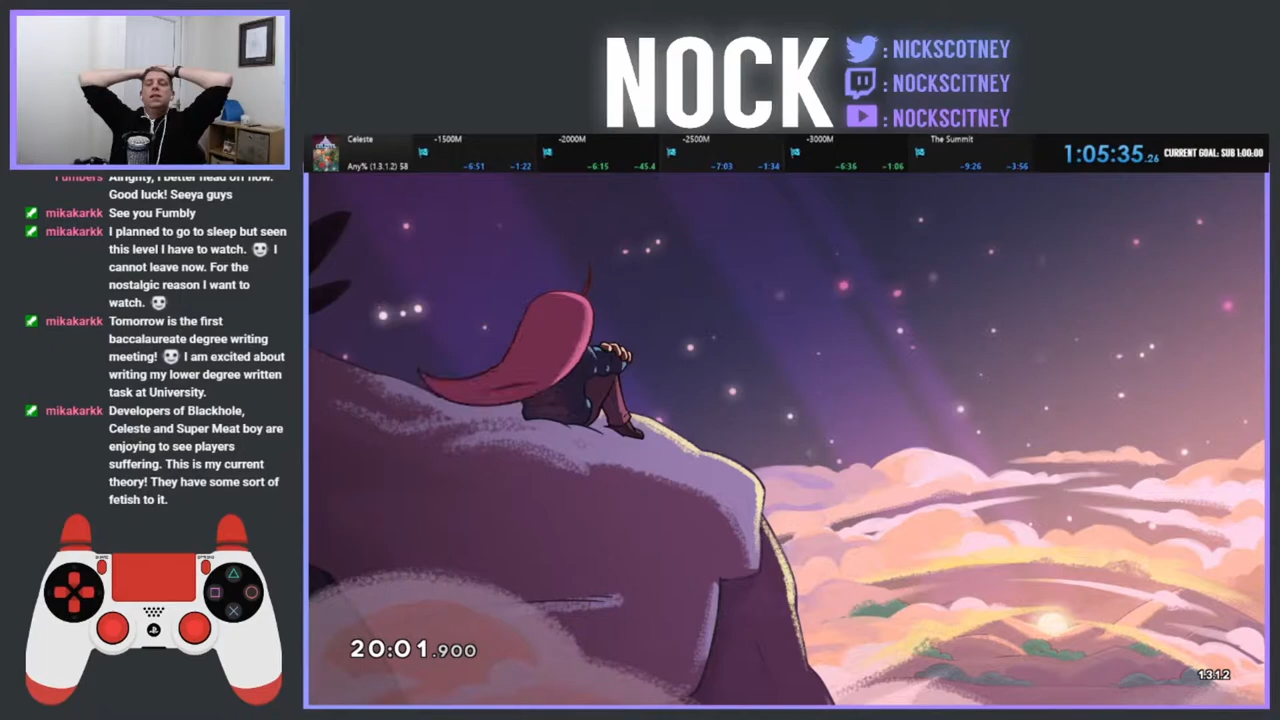 NOCK
: NICKSCOTNEY
: NOCKSCITNEY
: NOCKSCITNEY
Celeste
-1500M
-2000M
-2500M
-3000M
The Summit
Any% (1.3.1.2) 58
-6:51 -1:22
-6:15 -45.4
-7:03 -1:34
-6:36 -1:06
-9:26 -3:56
1:05:35.26
CURRENT GOAL: SUB 1:00:00
Fumbers Alrighty, I better head off now.
Good luck! Seeya guys
mikakarkk See you Fumbly
mikakarkk I planned to go to sleep but seen
this level I have to watch. I
cannot leave now. For the
nostalgic reason I want to
watch.
mikakarkk Tomorrow is the first
baccalaureate degree writing
meeting! I am excited about
writing my lower degree written
task at University.
mikakarkk Developers of Blackhole,
Celeste and Super Meat boy are
enjoying to see players
suffering. This is my current
theory! They have some sort of
fetish to it.
SHARE
OPTIONS
20:01.900
1.3.1.2